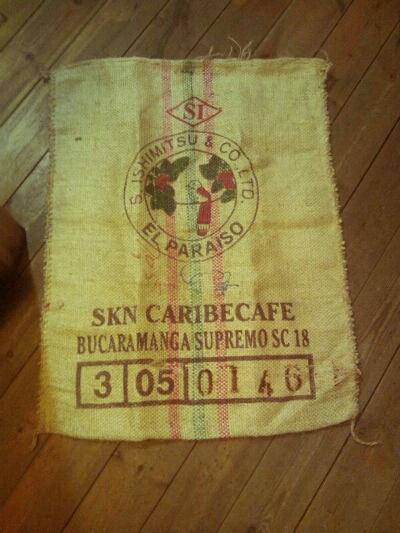 SI
S. ISHIMITSU & CO. LTD.
EL PARAISO
SKN CARIBECAFE
BUCARAMANGA SUPREMO SC 18
3 05 0146